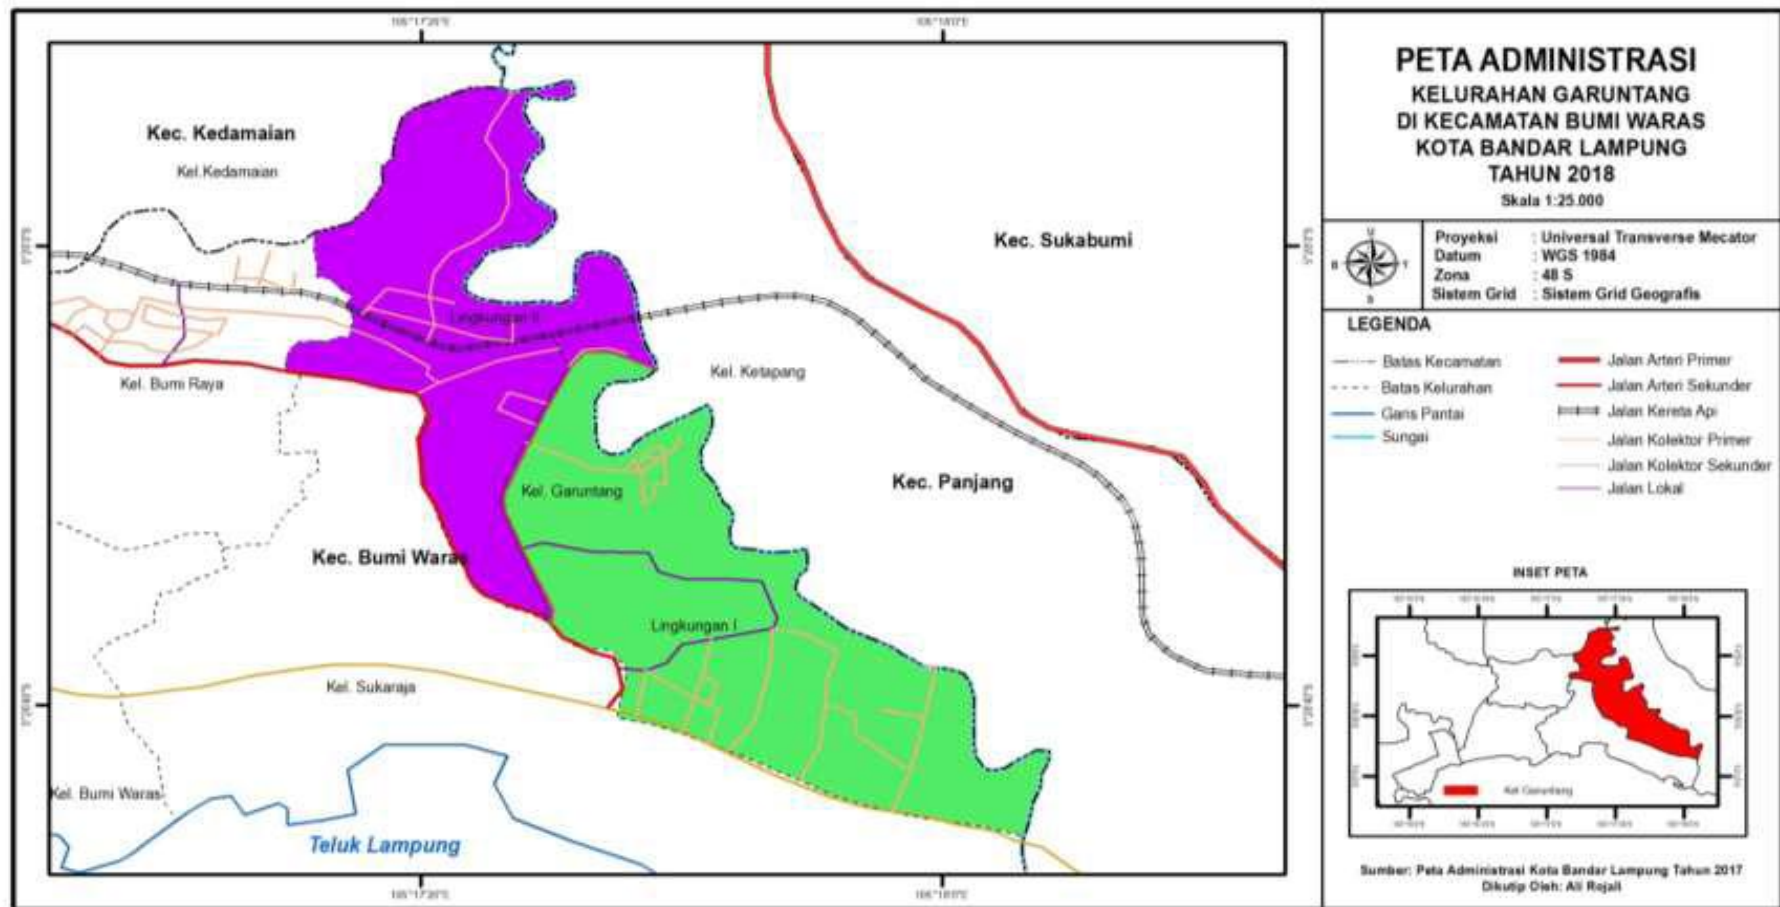 PETA ADMINISTRASI
KELURAHAN GARUNTANG
DI KECAMATAN BUMI WARAS
KOTA BANDAR LAMPUNG
TAHUN 2018
Skala 1:25.000
Proyeksi : Universal Transverse Mecator
Datum : WGS 1984
Zona : 48 S
Sistem Grid : Sistem Grid Geografis
LEGENDA
Batas Kecamatan
Batas Kelurahan
Garis Pantai
Sungai
Jalan Arteri Primer
Jalan Arteri Sekunder
Jalan Kereta Api
Jalan Kolektor Primer
Jalan Kolektor Sekunder
Jalan Lokal
INSET PETA
Kel Garuntang
Sumber: Peta Administrasi Kota Bandar Lampung Tahun 2017
Dikutip Oleh: Ali Rojali
Kec. Kedamaian
Kel.Kedamaian
Kec. Sukabumi
Lingkungan II
Kel. Ketapang
Kel. Bumi Raya
Kec. Panjang
Kel. Garuntang
Kec. Bumi Waras
Lingkungan I
Kel. Sukaraja
Kel. Bumi Waras
Teluk Lampung